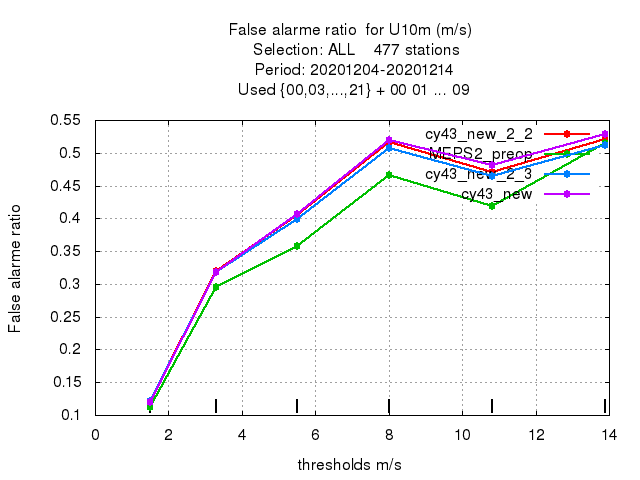 False alarme ratio  for U10m (m/s)
Selection: ALL    477 stations
Period: 20201204-20201214
Used {00,03,...,21} + 00 01 ... 09
0.55
0.5
0.45
0.4
0.35
0.3
0.25
0.2
0.15
0.1
False alarme ratio
cy43_new_2_2
MEPS2_preop
cy43_new_2_3
cy43_new
0 2 4 6 8 10 12 14
thresholds m/s